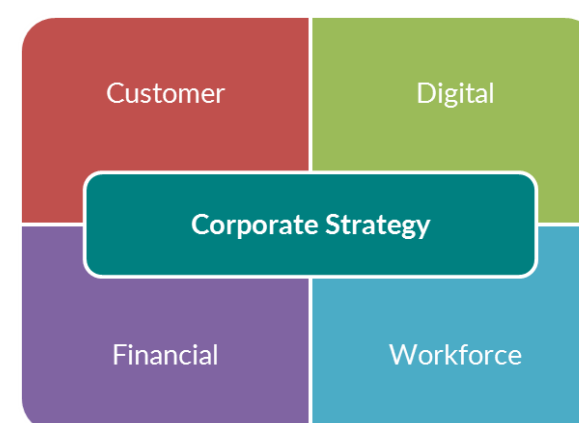 Customer
Digital
Corporate Strategy
Financial
Workforce